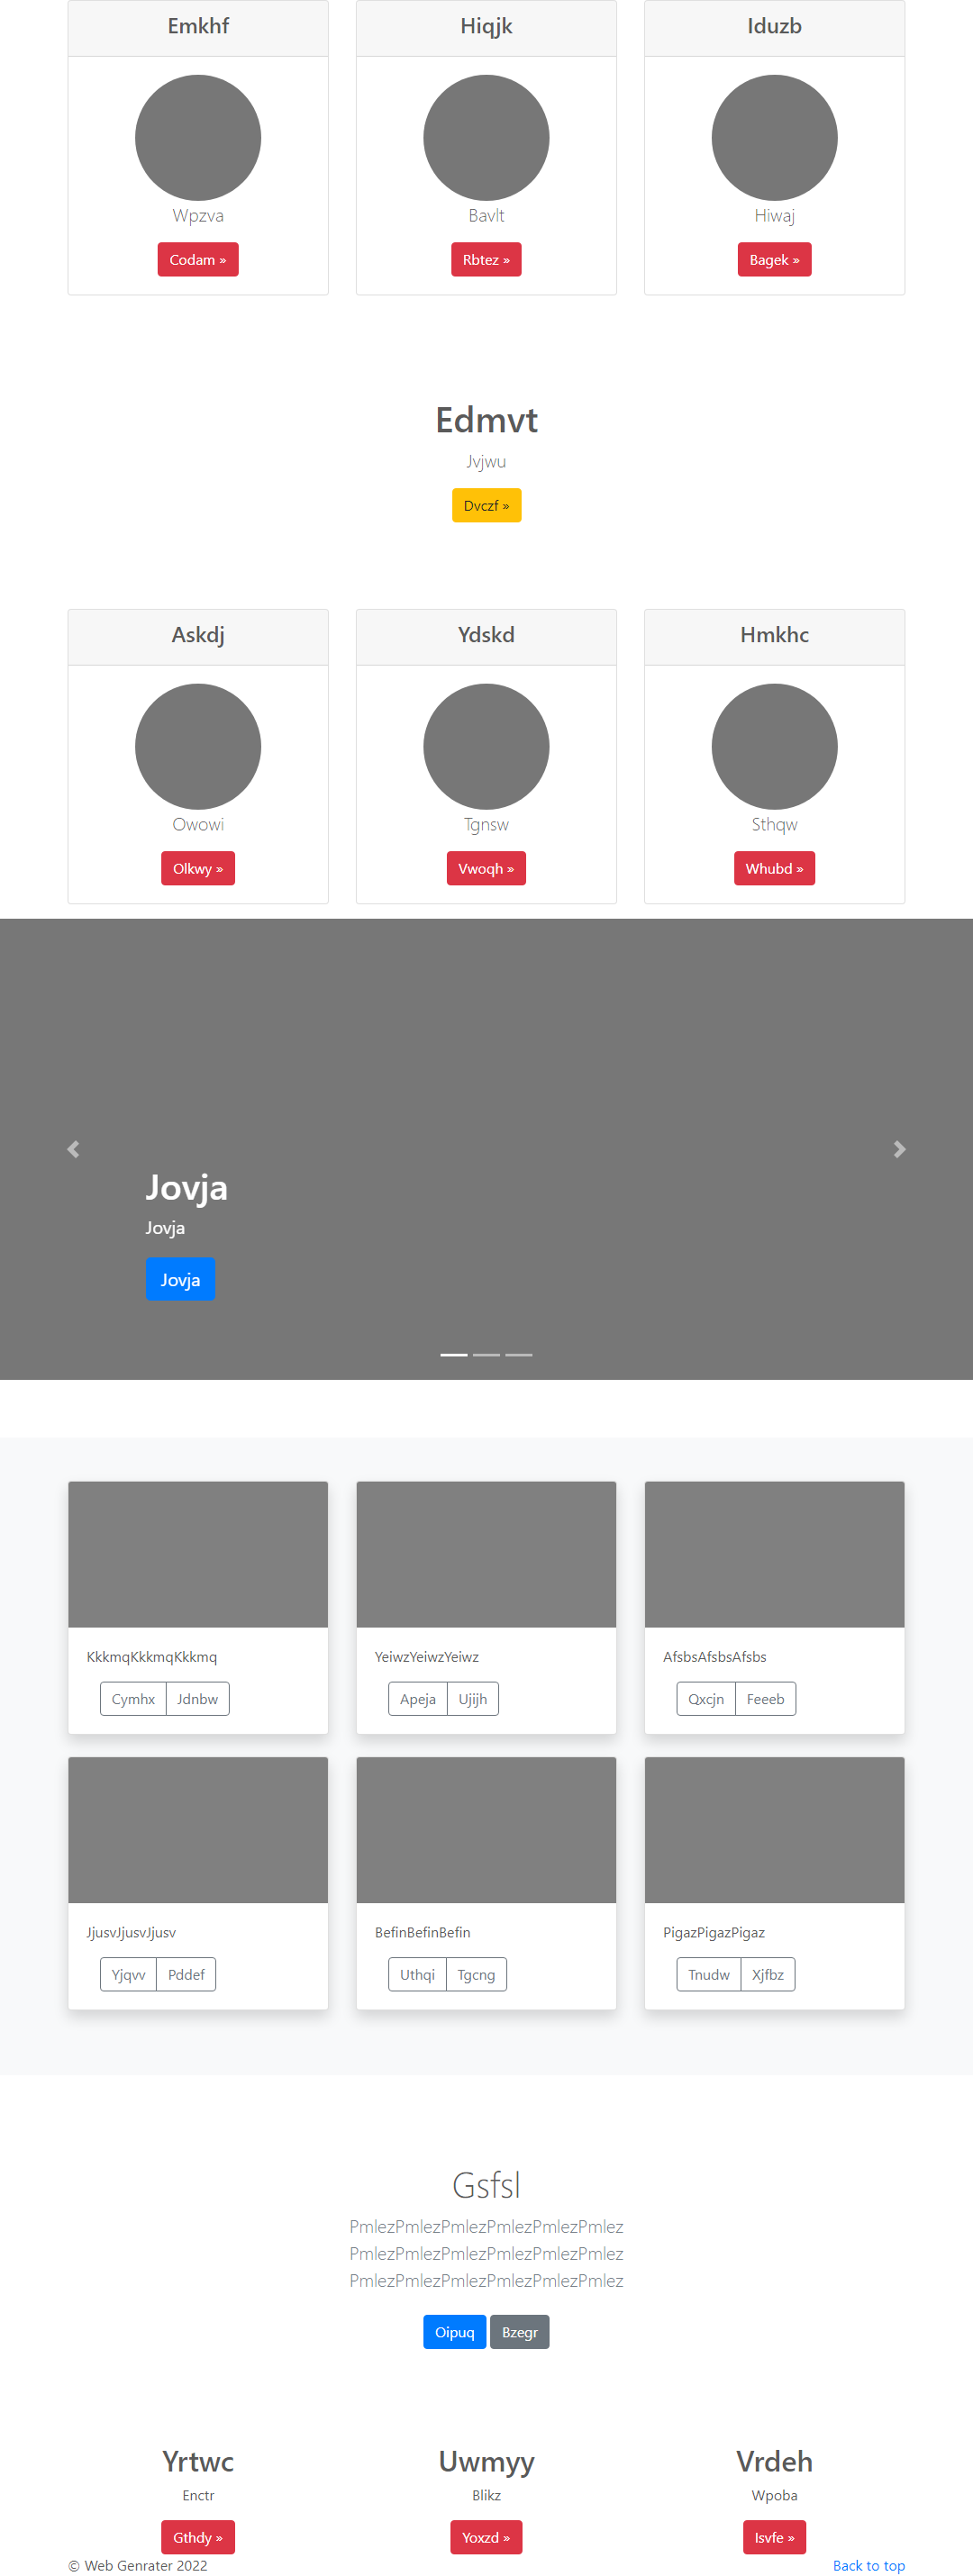 Emkhf
Hiqjk
Iduzb
Wpzva
Bavlt
Hiwaj
Codam »
Rbtez »
Bagek »
Edmvt
Jvjwu
Dvczf »
Askdj
Ydskd
Hmkhc
Owowi
Tgnsw
Sthqw
Olkwy »
Vwoqh »
Whubd »
Jovja
Jovja
Jovja
KkkmqKkkmqKkkmq
YeiwzYeiwzYeiwz
AfsbsAfsbsAfsbs
Cymhx Jdnbw
Apeja Ujijh
Qxcjn Feeeb
JjusvJjusvJjusv
BefinBefinBefin
PigazPigazPigaz
Yjqvv Pddef
Uthqi Tgcng
Tnudw Xjfbz
Gsfsl
PmlezPmlezPmlezPmlezPmlezPmlez
PmlezPmlezPmlezPmlezPmlezPmlez
PmlezPmlezPmlezPmlezPmlezPmlez
Oipuq Bzegr
Yrtwc
Uwmyy
Vrdeh
Enctr
Blikz
Wpoba
Gthdy »
Yoxzd »
Isvfe »
© Web Genrater 2022
Back to top